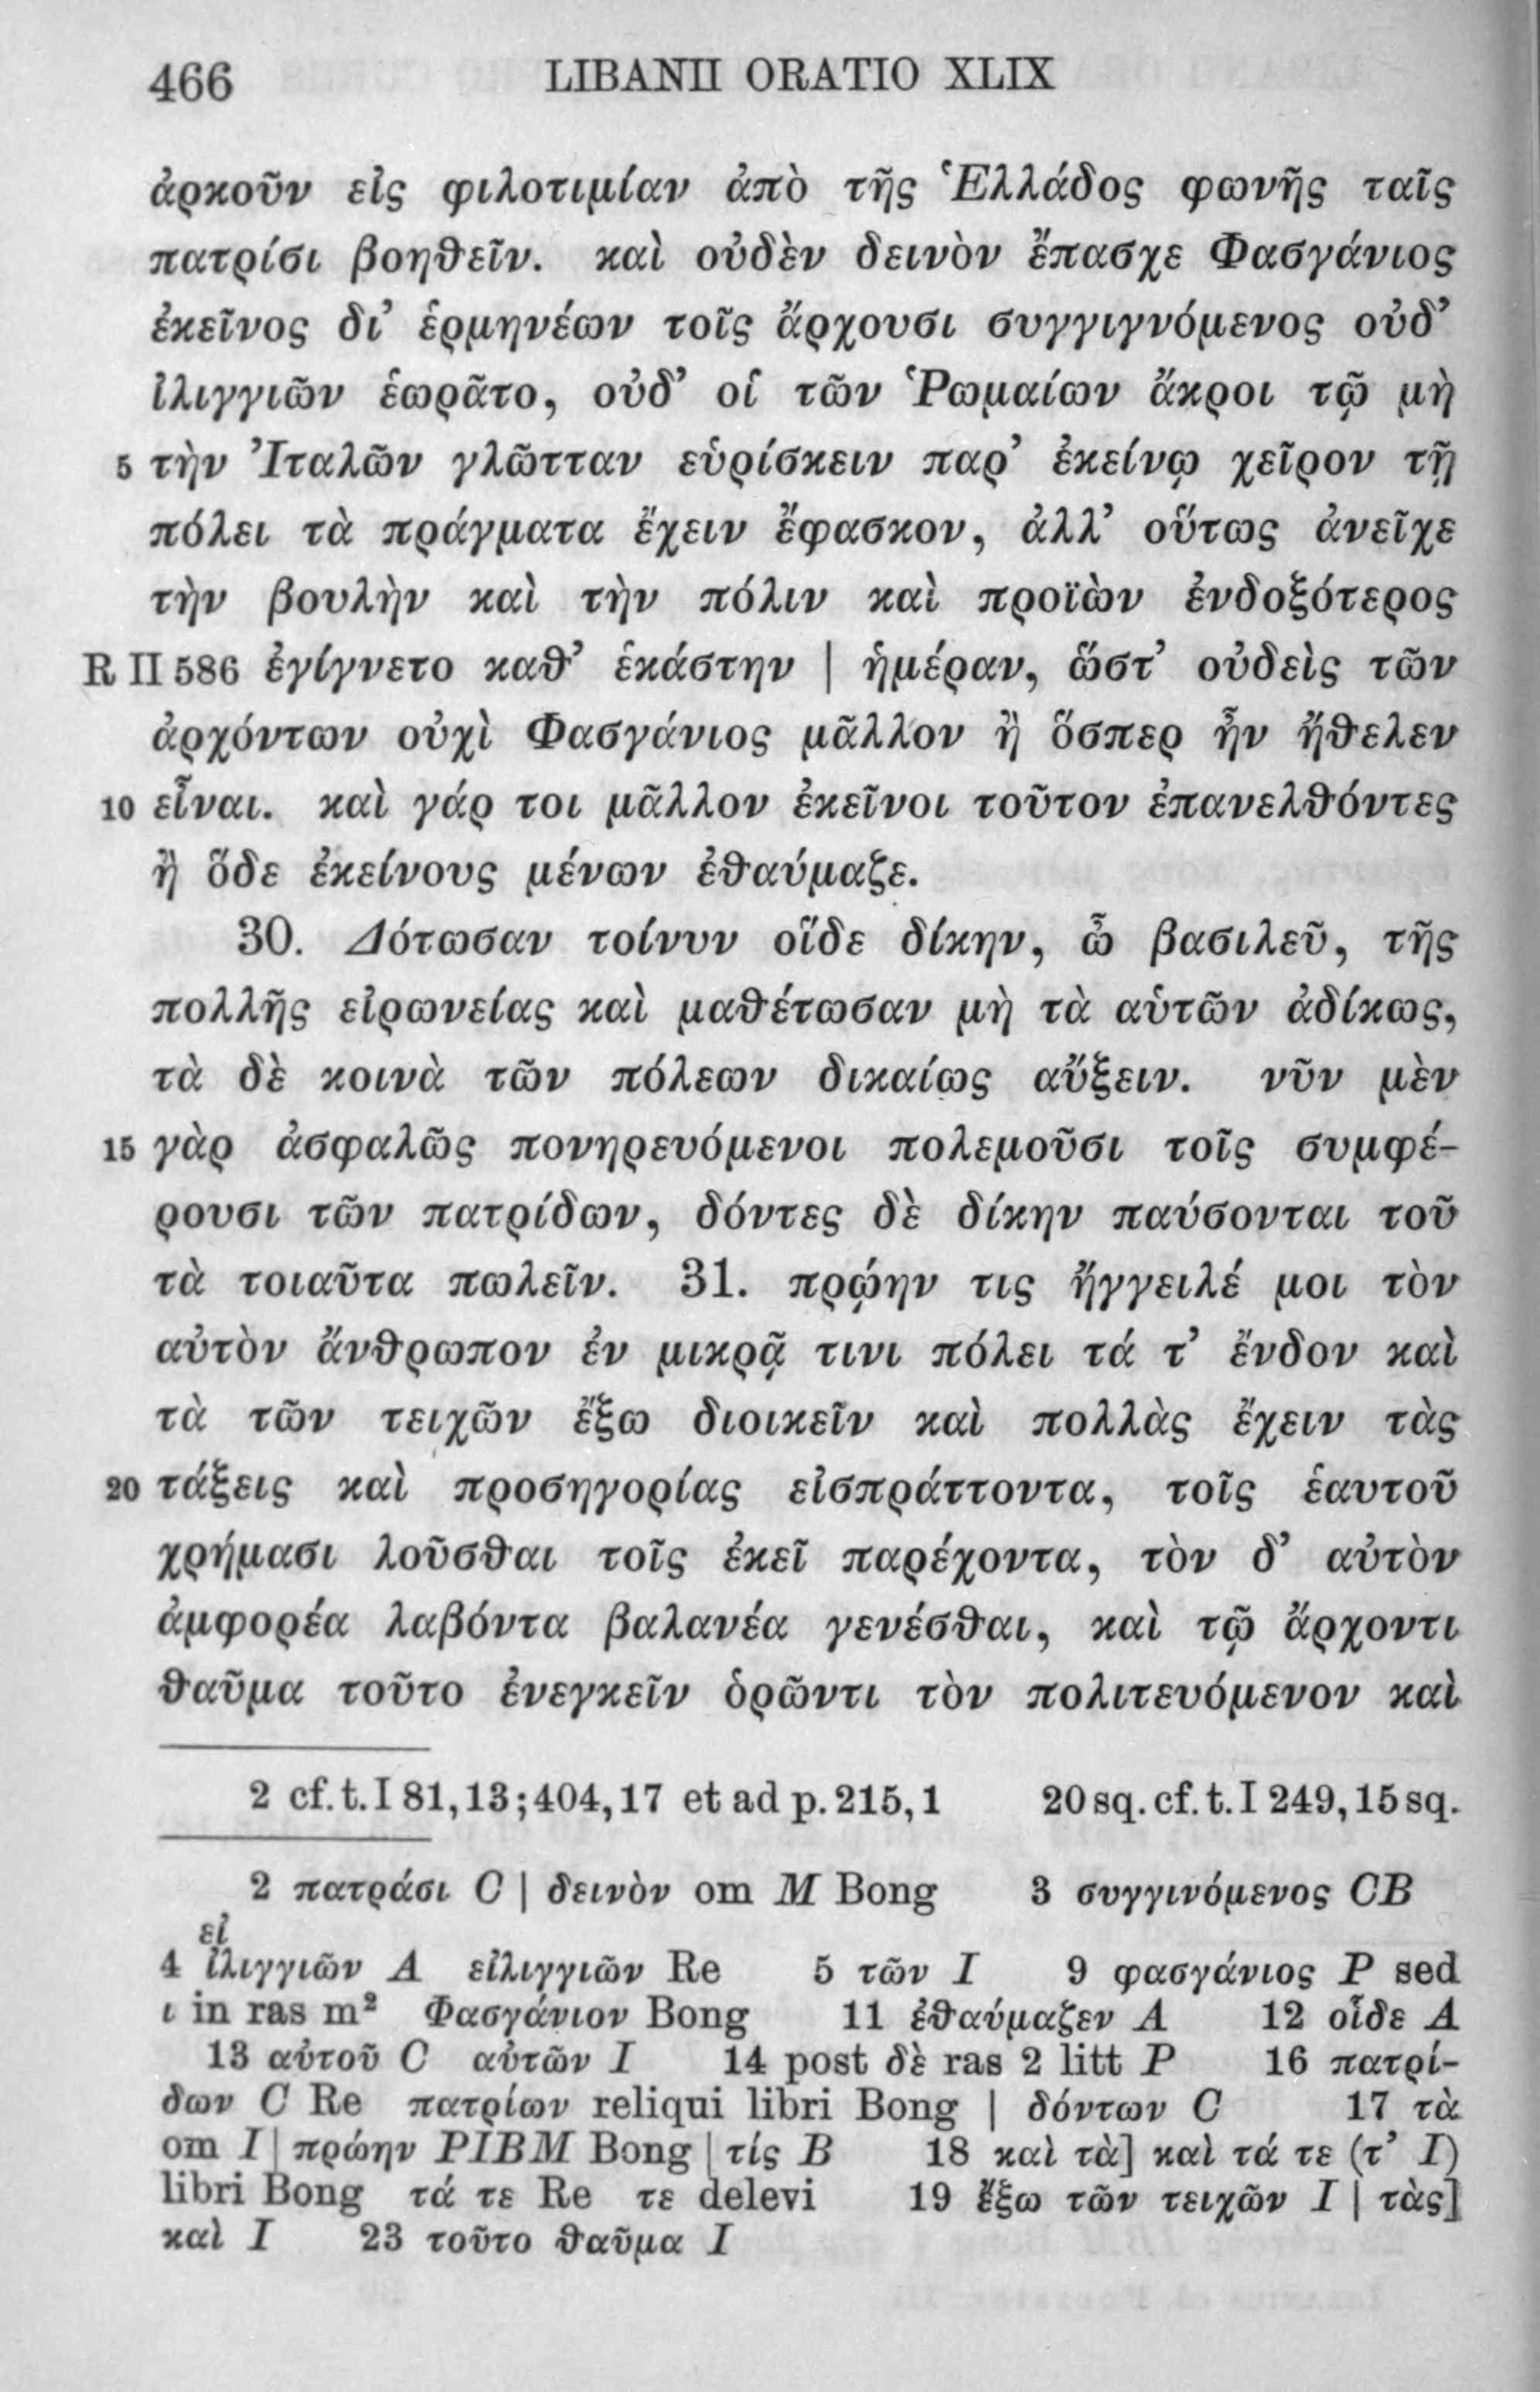 466 LIBANII ORATIO XLIX
ἀρκοῦν εἰς φιλοτιμίαν ἀπὸ τῆς Ἑλλάδος φωνῆς ταῖς
πατρίσι βοηθεῖν. καὶ οὐδὲν δεινὸν ἔπασχε Φασγάνιος
ἐκεῖνος δι’ ἑρμηνέων τοῖς ἄρχουσι συγγιγνόμενος οὐδ’
ἰλιγγιῶν ἑωρᾶτο, οὐδ’ οἱ τῶν Ῥωμαίων ἄκροι τῷ μὴ
5 τὴν Ἰταλῶν γλῶτταν εὑρίσκειν παρ’ ἐκείνῳ χεῖρον τῇ
πόλει τὰ πράγματα ἔχειν ἔφασκον, ἀλλ’ οὕτως ἀνεῖχε
τὴν βουλὴν καὶ τὴν πόλιν καὶ προϊὼν ἐνδοξότερος
R II 586 ἐγίγνετο καθ’ ἑκάστην | ἡμέραν, ὥστ’ οὐδεὶς τῶν
ἀρχόντων οὐχὶ Φασγάνιος μᾶλλον ἢ ὅσπερ ἦν ἤθελεν
10 εἶναι. καὶ γάρ τοι μᾶλλον ἐκεῖνοι τοῦτον ἐπανελθόντες
ἢ ὅδε ἐκείνους μένων ἐθαύμαζε.
30. Δότωσαν τοίνυν οἵδε δίκην, ὦ βασιλεῦ, τῆς
πολλῆς εἰρωνείας καὶ μαθέτωσαν μὴ τὰ αὑτῶν ἀδίκως,
τὰ δὲ κοινὰ τῶν πόλεων δικαίως αὔξειν. νῦν μὲν
15 γὰρ ἀσφαλῶς πονηρευόμενοι πολεμοῦσι τοῖς συμφέ-
ρουσι τῶν πατρίδων, δόντες δὲ δίκην παύσονται τοῦ
τὰ τοιαῦτα πωλεῖν. 31. πρῴην τις ἤγγειλέ μοι τὸν
αὐτὸν ἄνθρωπον ἐν μικρᾷ τινι πόλει τά τ’ ἔνδον καὶ
τὰ τῶν τειχῶν ἔξω διοικεῖν καὶ πολλὰς ἔχειν τὰς
20 τάξεις καὶ προσηγορίας εἰσπράττοντα, τοῖς ἑαυτοῦ
χρήμασι λοῦσθαι τοῖς ἐκεῖ παρέχοντα, τὸν δ’ αὐτὸν
ἀμφορέα λαβόντα βαλανέα γενέσθαι, καὶ τῷ ἄρχοντι
θαῦμα τοῦτο ἐνεγκεῖν ὁρῶντι τὸν πολιτευόμενον καὶ
2 cf. t. I 81, 13; 404, 17 et ad p. 215, 1 20 sq. cf. t. I 249, 15 sq.
2 πατράσι C | δεινὸν om M Bong 3 συγγινόμενος CB
εἰ
4 ἰλιγγιῶν A εἰλιγγιῶν Re 5 τῶν I 9 φασγάνιος P sed
ι in ras m² Φασγάνιον Bong 11 ἐθαύμαζεν A 12 οἶδε A
13 αὐτοῦ C αὐτῶν I 14 post δὲ ras 2 litt P 16 πατρί-
δων C Re πατρίων reliqui libri Bong | δόντων C 17 τὰ
om I | πρώην PIBM Bong | τίς B 18 καὶ τὰ] καὶ τά τε (τ’ I)
libri Bong τά τε Re τε delevi 19 ἔξω τῶν τειχῶν I | τὰς]
καὶ I 23 τοῦτο θαῦμα I